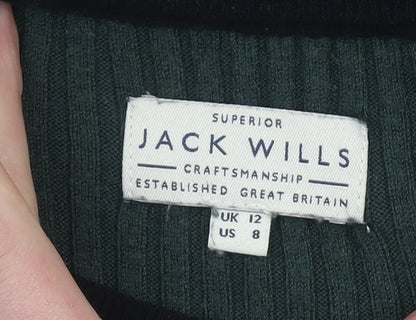 SUPERIOR
JACK WILLS
CRAFTSMANSHIP
ESTABLISHED GREAT BRITAIN
UK 12
US 8